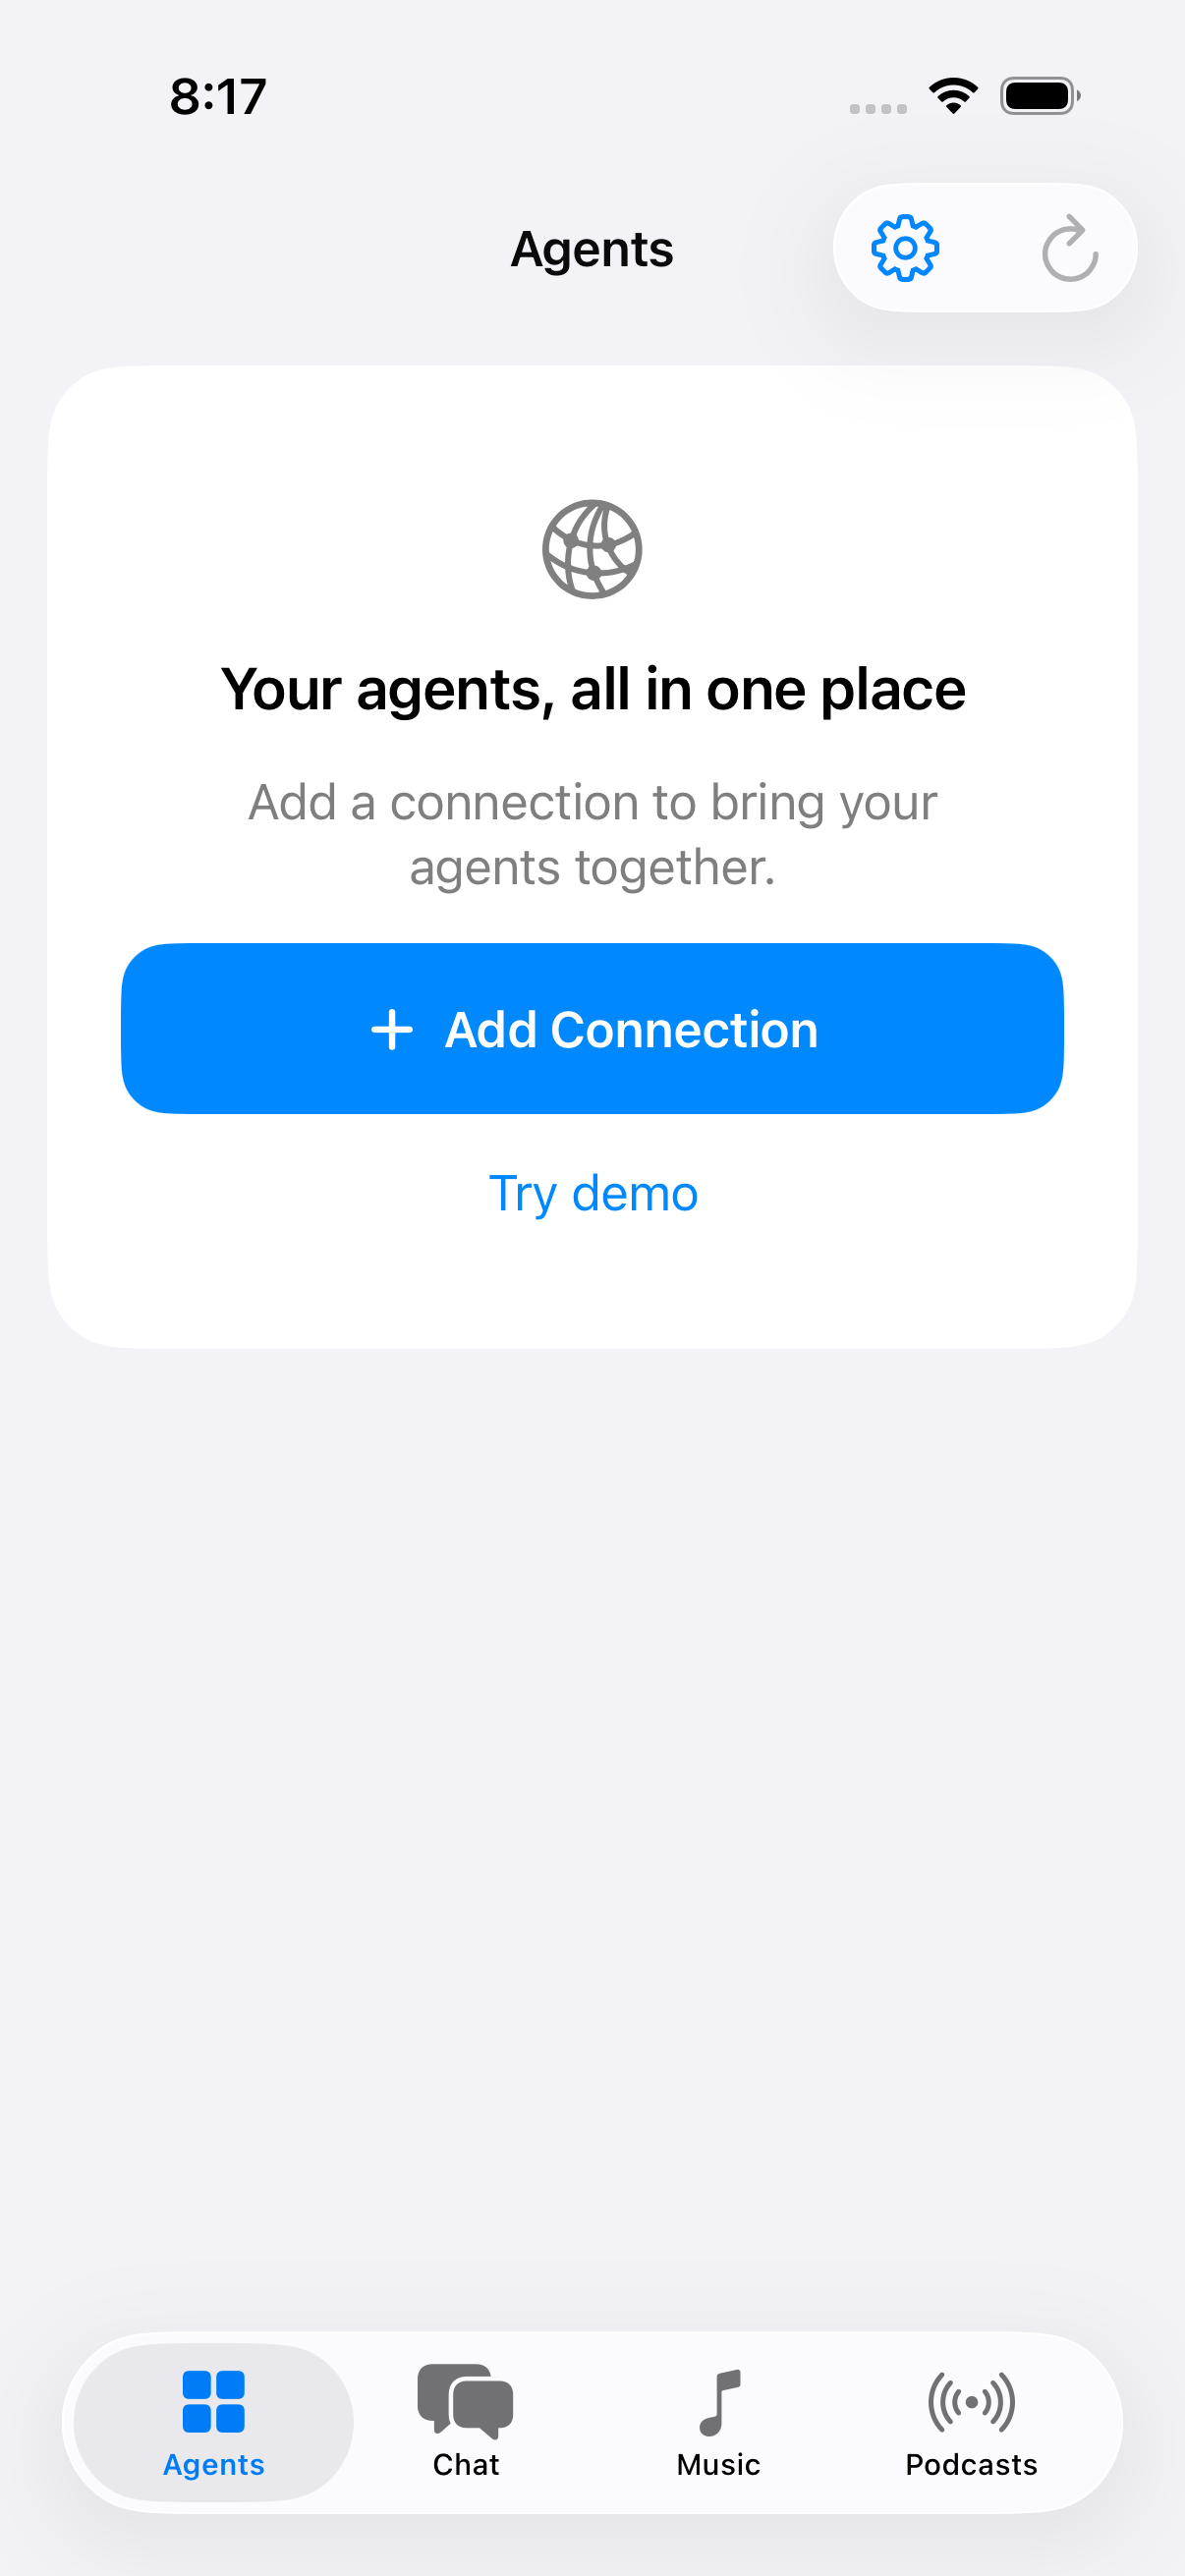 8:17
Agents
Your agents, all in one place
Add a connection to bring your
agents together.
Add Connection
Try demo
Agents
Chat
Music
Podcasts